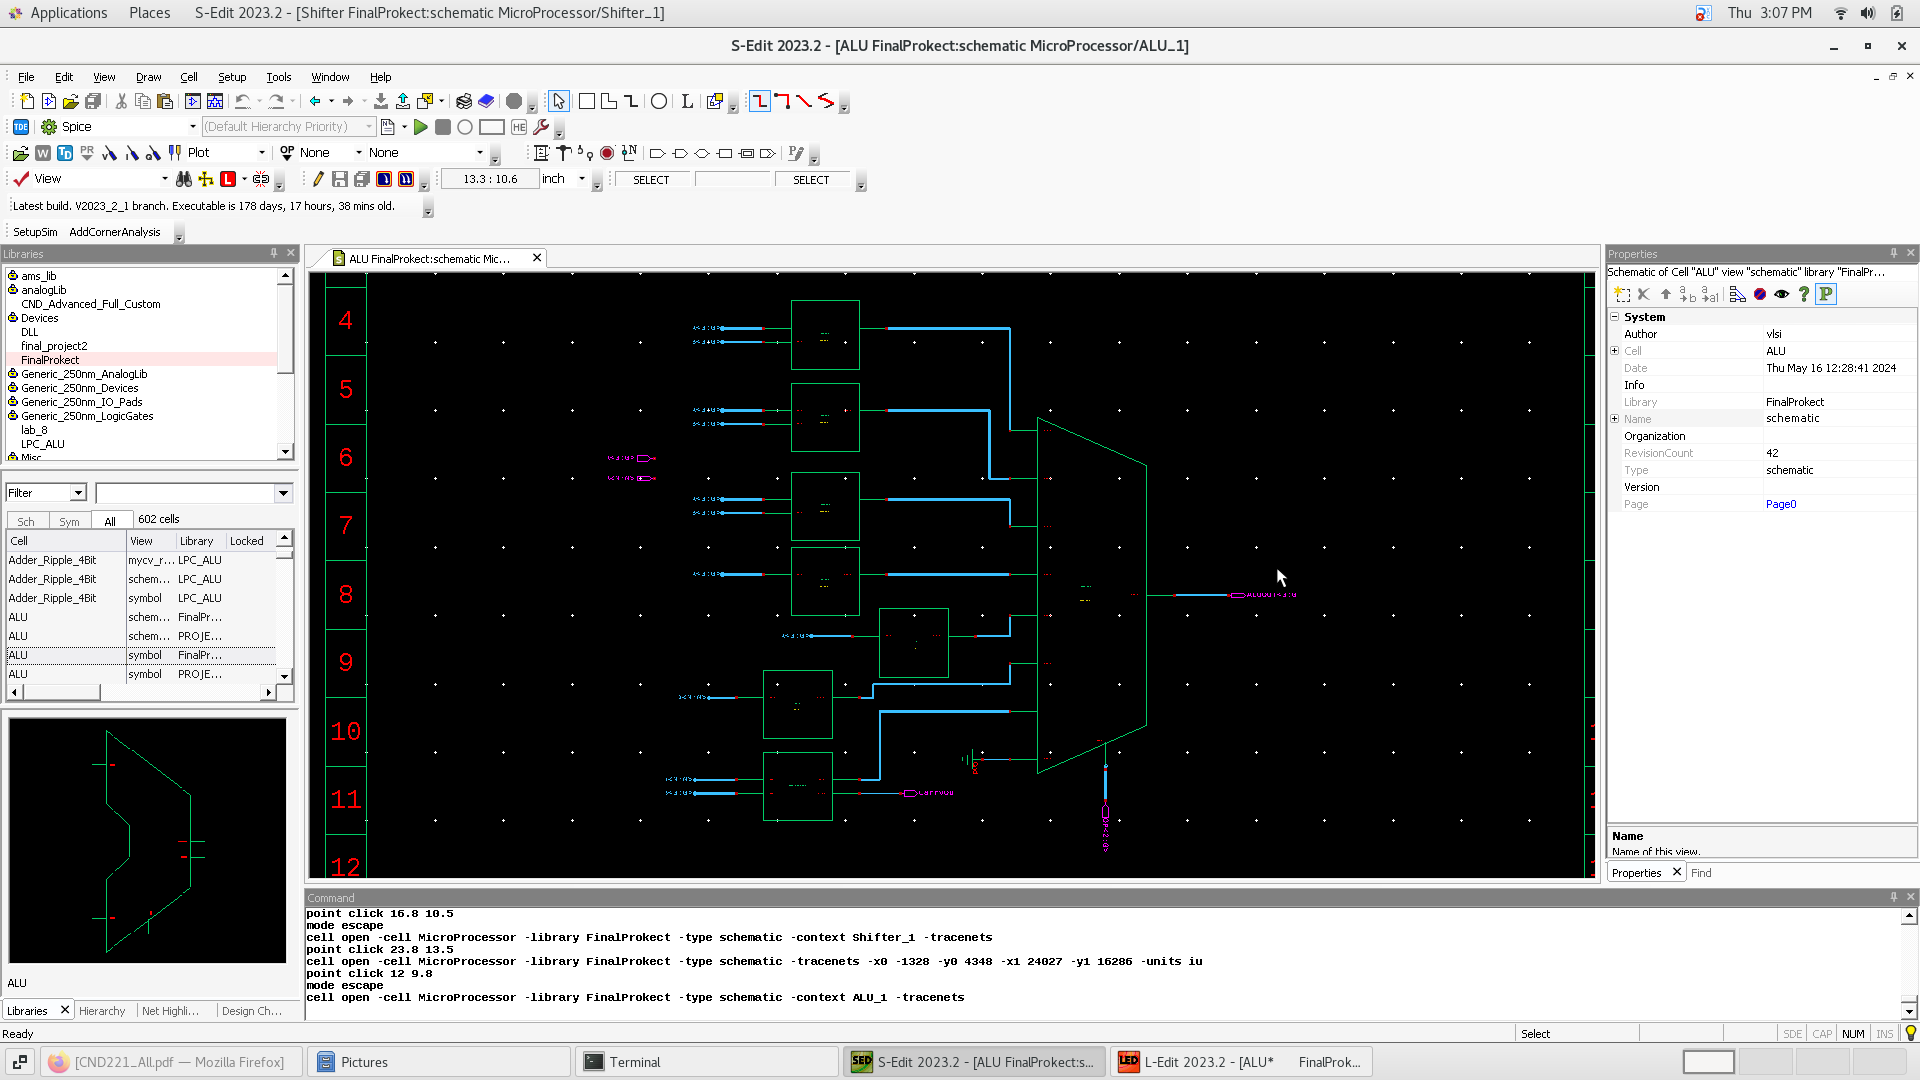 Applications Places S-Edit 2023.2 - [Shifter FinalProkect:schematic MicroProcessor/Shifter_1] Thu 3:07 PM
S-Edit 2023.2 - [ALU FinalProkect:schematic MicroProcessor/ALU_1]
File Edit View Draw Cell Setup Tools Window Help
TDE Spice (Default Hierarchy Priority) HE
W TD PR Plot OP None None
View L 13.3 : 10.6 inch SELECT SELECT
Latest build. V2023_2_1 branch. Executable is 178 days, 17 hours, 38 mins old.
SetupSim AddCornerAnalysis
Libraries
ams_lib
analogLib
CND_Advanced_Full_Custom
Devices
DLL
final_project2
FinalProkect
Generic_250nm_AnalogLib
Generic_250nm_Devices
Generic_250nm_IO_Pads
Generic_250nm_LogicGates
lab_8
LPC_ALU
Misc
Filter
Sch Sym All 602 cells
Cell View Library Locked
Adder_Ripple_4Bit mycv_r... LPC_ALU
Adder_Ripple_4Bit schem... LPC_ALU
Adder_Ripple_4Bit symbol LPC_ALU
ALU schem... FinalPr...
ALU schem... PROJE...
ALU symbol FinalPr...
ALU symbol PROJE...
ALU
Libraries Hierarchy Net Highli... Design Ch...
ALU FinalProkect:schematic Mic...
4
5
6
7
8
9
10
11
12
Properties
Schematic of Cell "ALU" view "schematic" library "FinalPr...
System
Author vlsi
Cell ALU
Date Thu May 16 12:28:41 2024
Info
Library FinalProkect
Name schematic
Organization
RevisionCount 42
Type schematic
Version
Page Page0
Name
Name of this view.
Properties Find
Command
point click 16.8 10.5
mode escape
cell open -cell MicroProcessor -library FinalProkect -type schematic -context Shifter_1 -tracenets
point click 23.8 13.5
cell open -cell MicroProcessor -library FinalProkect -type schematic -tracenets -x0 -1328 -y0 4348 -x1 24027 -y1 16286 -units iu
point click 12 9.8
mode escape
cell open -cell MicroProcessor -library FinalProkect -type schematic -context ALU_1 -tracenets
Ready Select SDE CAP NUM INS
[CND221_All.pdf — Mozilla Firefox] Pictures Terminal SED S-Edit 2023.2 - [ALU FinalProkect:s... LED L-Edit 2023.2 - [ALU* FinalProk...